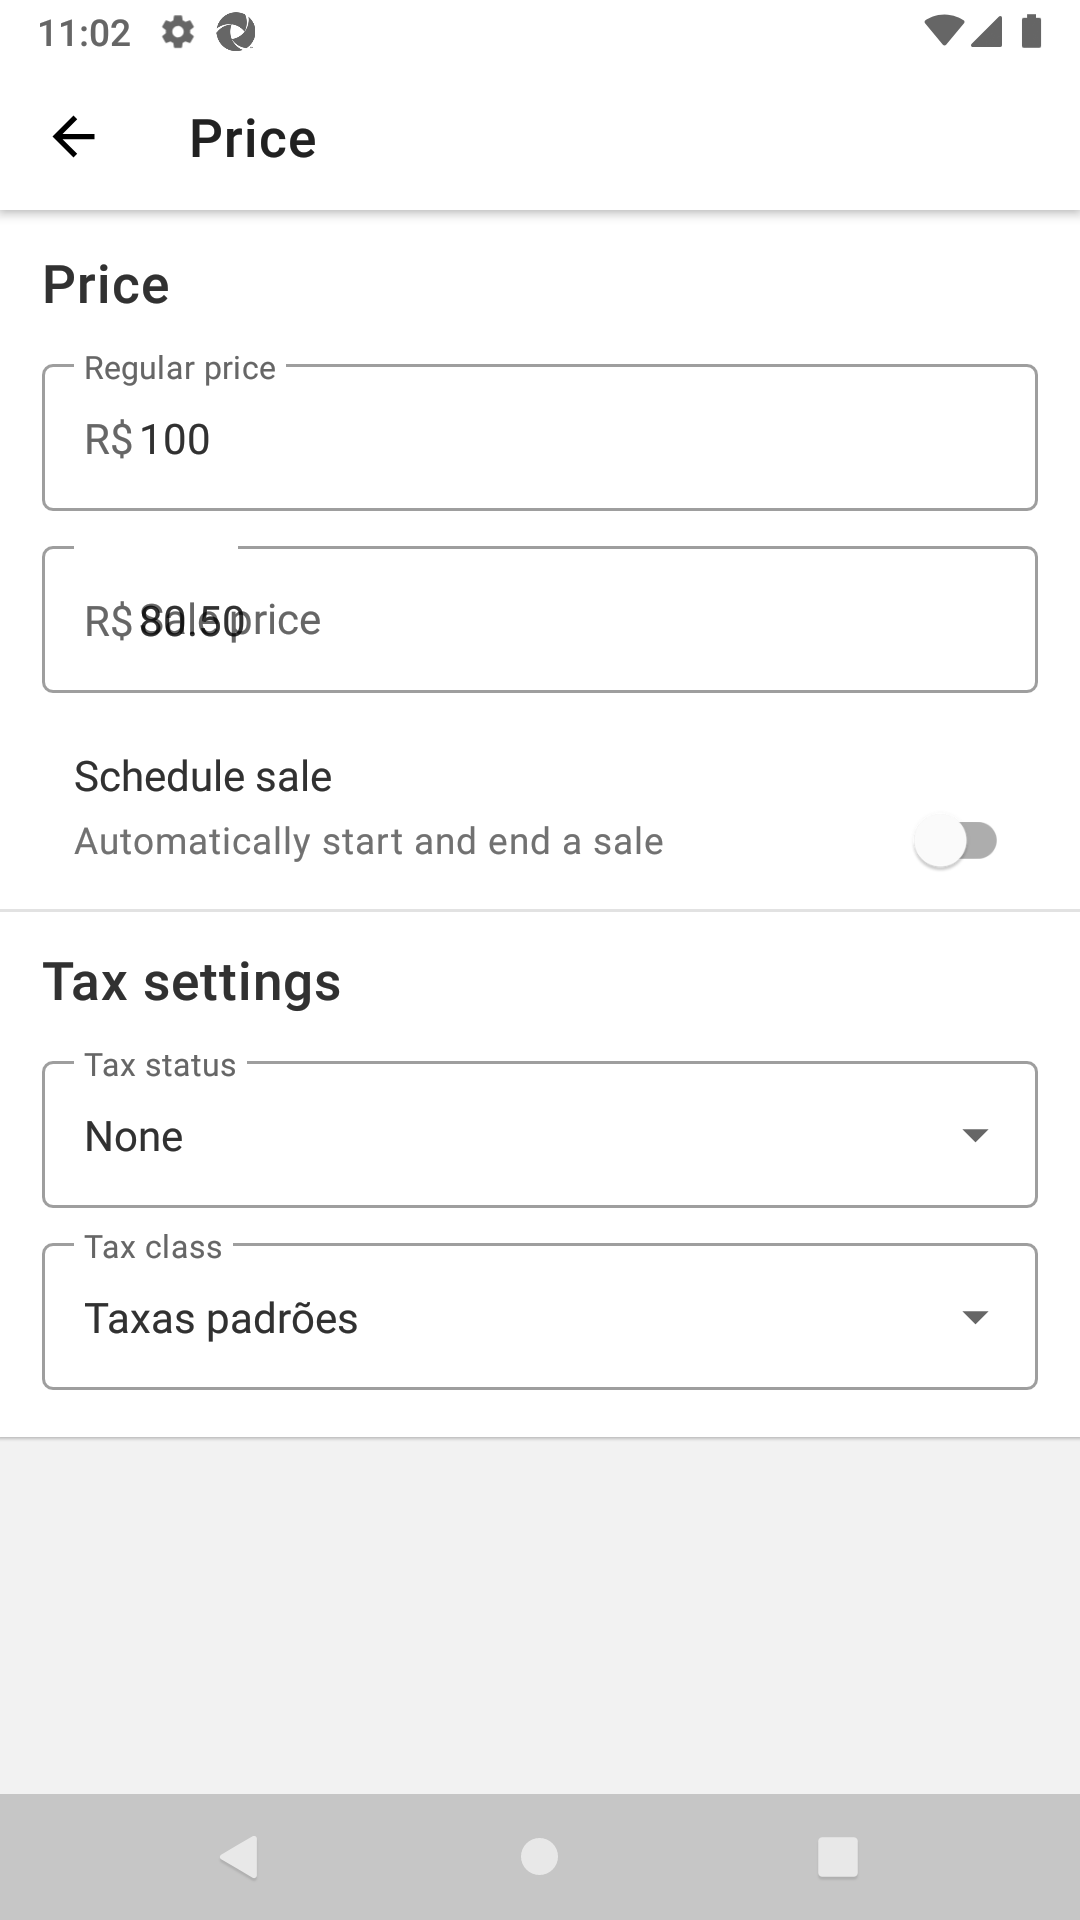 11:02
Price
Price
Regular price
R$ 100
R$ 80.50
Sale price
Schedule sale
Automatically start and end a sale
Tax settings
Tax status
None
Tax class
Taxas padrões